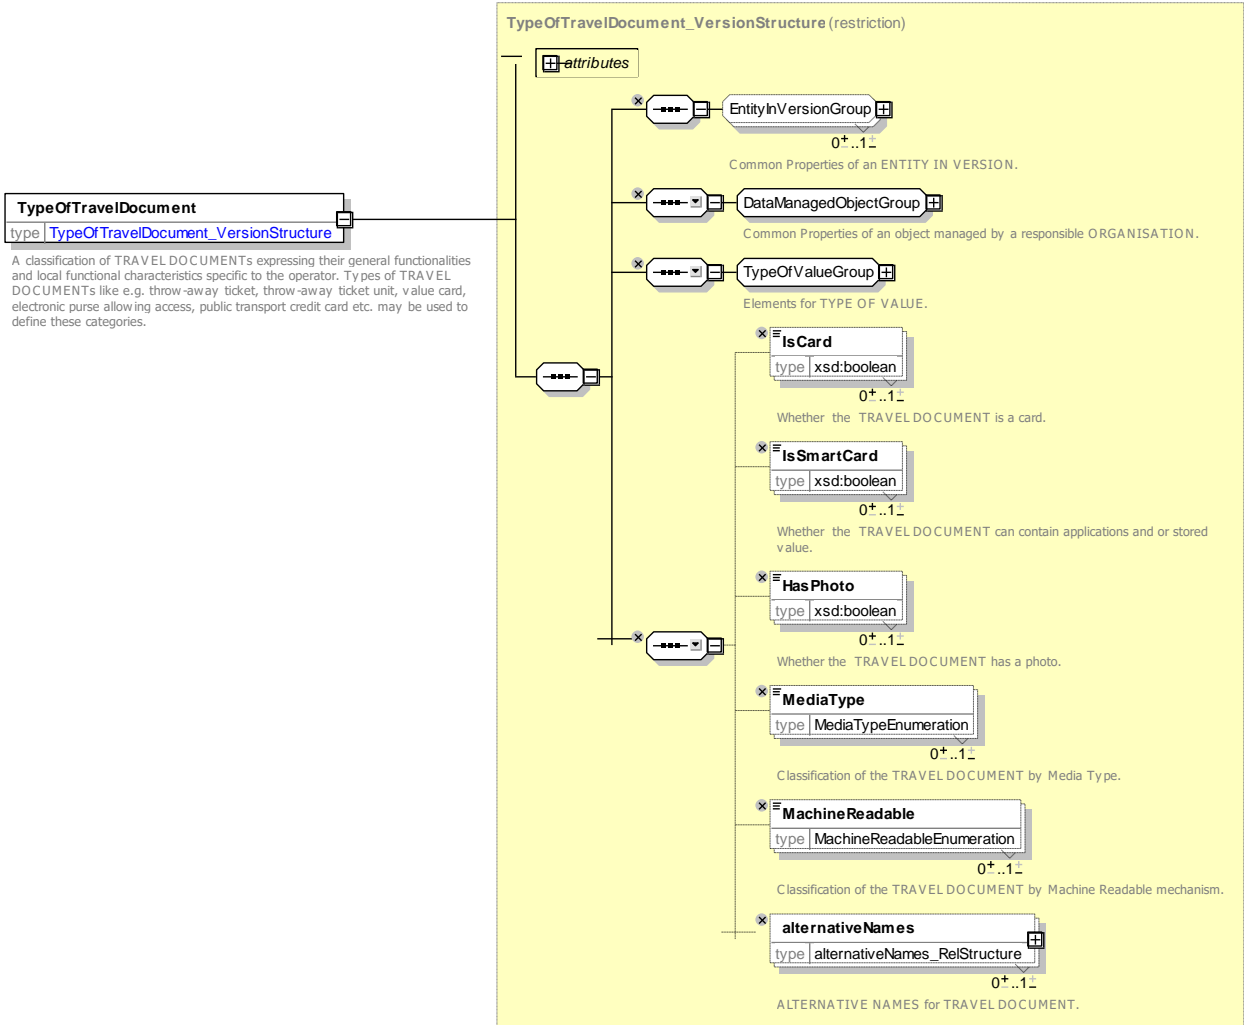 TypeOfTravelDocument_VersionStructure (restriction)
attributes
EntityInVersionGroup
0..1
Common Properties of an ENTITY IN VERSION.
TypeOfTravelDocument
type TypeOfTravelDocument_VersionStructure
A classification of TRAVEL DOCUMENTs expressing their general functionalities
and local functional characteristics specific to the operator. Types of TRAVEL
DOCUMENTs like e.g. throw-away ticket, throw-away ticket unit, value card,
electronic purse allowing access, public transport credit card etc. may be used to
define these categories.
DataManagedObjectGroup
Common Properties of an object managed by a responsible ORGANISATION.
TypeOfValueGroup
Elements for TYPE OF VALUE.
IsCard
type xsd:boolean
0..1
Whether the TRAVEL DOCUMENT is a card.
IsSmartCard
type xsd:boolean
0..1
Whether the TRAVEL DOCUMENT can contain applications and or stored
value.
HasPhoto
type xsd:boolean
0..1
Whether the TRAVEL DOCUMENT has a photo.
MediaType
type MediaTypeEnumeration
0..1
Classification of the TRAVEL DOCUMENT by Media Type.
MachineReadable
type MachineReadableEnumeration
0..1
Classification of the TRAVEL DOCUMENT by Machine Readable mechanism.
alternativeNames
type alternativeNames_RelStructure
0..1
ALTERNATIVE NAMES for TRAVEL DOCUMENT.